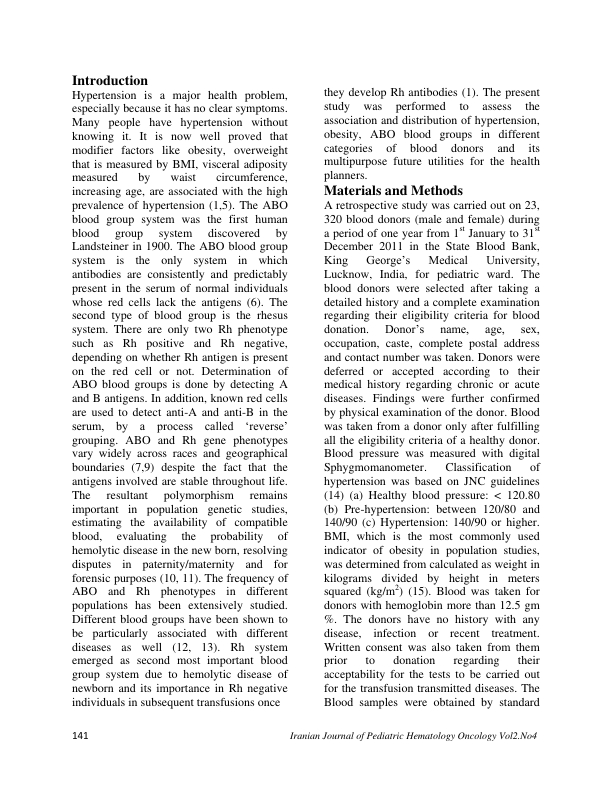 Introduction
Hypertension is a major health problem,
especially because it has no clear symptoms.
Many people have hypertension without
knowing it. It is now well proved that
modifier factors like obesity, overweight
that is measured by BMI, visceral adiposity
measured by waist circumference,
increasing age, are associated with the high
prevalence of hypertension (1,5). The ABO
blood group system was the first human
blood group system discovered by
Landsteiner in 1900. The ABO blood group
system is the only system in which
antibodies are consistently and predictably
present in the serum of normal individuals
whose red cells lack the antigens (6). The
second type of blood group is the rhesus
system. There are only two Rh phenotype
such as Rh positive and Rh negative,
depending on whether Rh antigen is present
on the red cell or not. Determination of
ABO blood groups is done by detecting A
and B antigens. In addition, known red cells
are used to detect anti-A and anti-B in the
serum, by a process called ‘reverse’
grouping. ABO and Rh gene phenotypes
vary widely across races and geographical
boundaries (7,9) despite the fact that the
antigens involved are stable throughout life.
The resultant polymorphism remains
important in population genetic studies,
estimating the availability of compatible
blood, evaluating the probability of
hemolytic disease in the new born, resolving
disputes in paternity/maternity and for
forensic purposes (10, 11). The frequency of
ABO and Rh phenotypes in different
populations has been extensively studied.
Different blood groups have been shown to
be particularly associated with different
diseases as well (12, 13). Rh system
emerged as second most important blood
group system due to hemolytic disease of
newborn and its importance in Rh negative
individuals in subsequent transfusions once
they develop Rh antibodies (1). The present
study was performed to assess the
association and distribution of hypertension,
obesity, ABO blood groups in different
categories of blood donors and its
multipurpose future utilities for the health
planners.
Materials and Methods
A retrospective study was carried out on 23,
320 blood donors (male and female) during
a period of one year from 1st January to 31st
December 2011 in the State Blood Bank,
King George’s Medical University,
Lucknow, India, for pediatric ward. The
blood donors were selected after taking a
detailed history and a complete examination
regarding their eligibility criteria for blood
donation. Donor’s name, age, sex,
occupation, caste, complete postal address
and contact number was taken. Donors were
deferred or accepted according to their
medical history regarding chronic or acute
diseases. Findings were further confirmed
by physical examination of the donor. Blood
was taken from a donor only after fulfilling
all the eligibility criteria of a healthy donor.
Blood pressure was measured with digital
Sphygmomanometer. Classification of
hypertension was based on JNC guidelines
(14) (a) Healthy blood pressure: < 120.80
(b) Pre-hypertension: between 120/80 and
140/90 (c) Hypertension: 140/90 or higher.
BMI, which is the most commonly used
indicator of obesity in population studies,
was determined from calculated as weight in
kilograms divided by height in meters
squared (kg/m2) (15). Blood was taken for
donors with hemoglobin more than 12.5 gm
%. The donors have no history with any
disease, infection or recent treatment.
Written consent was also taken from them
prior to donation regarding their
acceptability for the tests to be carried out
for the transfusion transmitted diseases. The
Blood samples were obtained by standard
141
Iranian Journal of Pediatric Hematology Oncology Vol2.No4